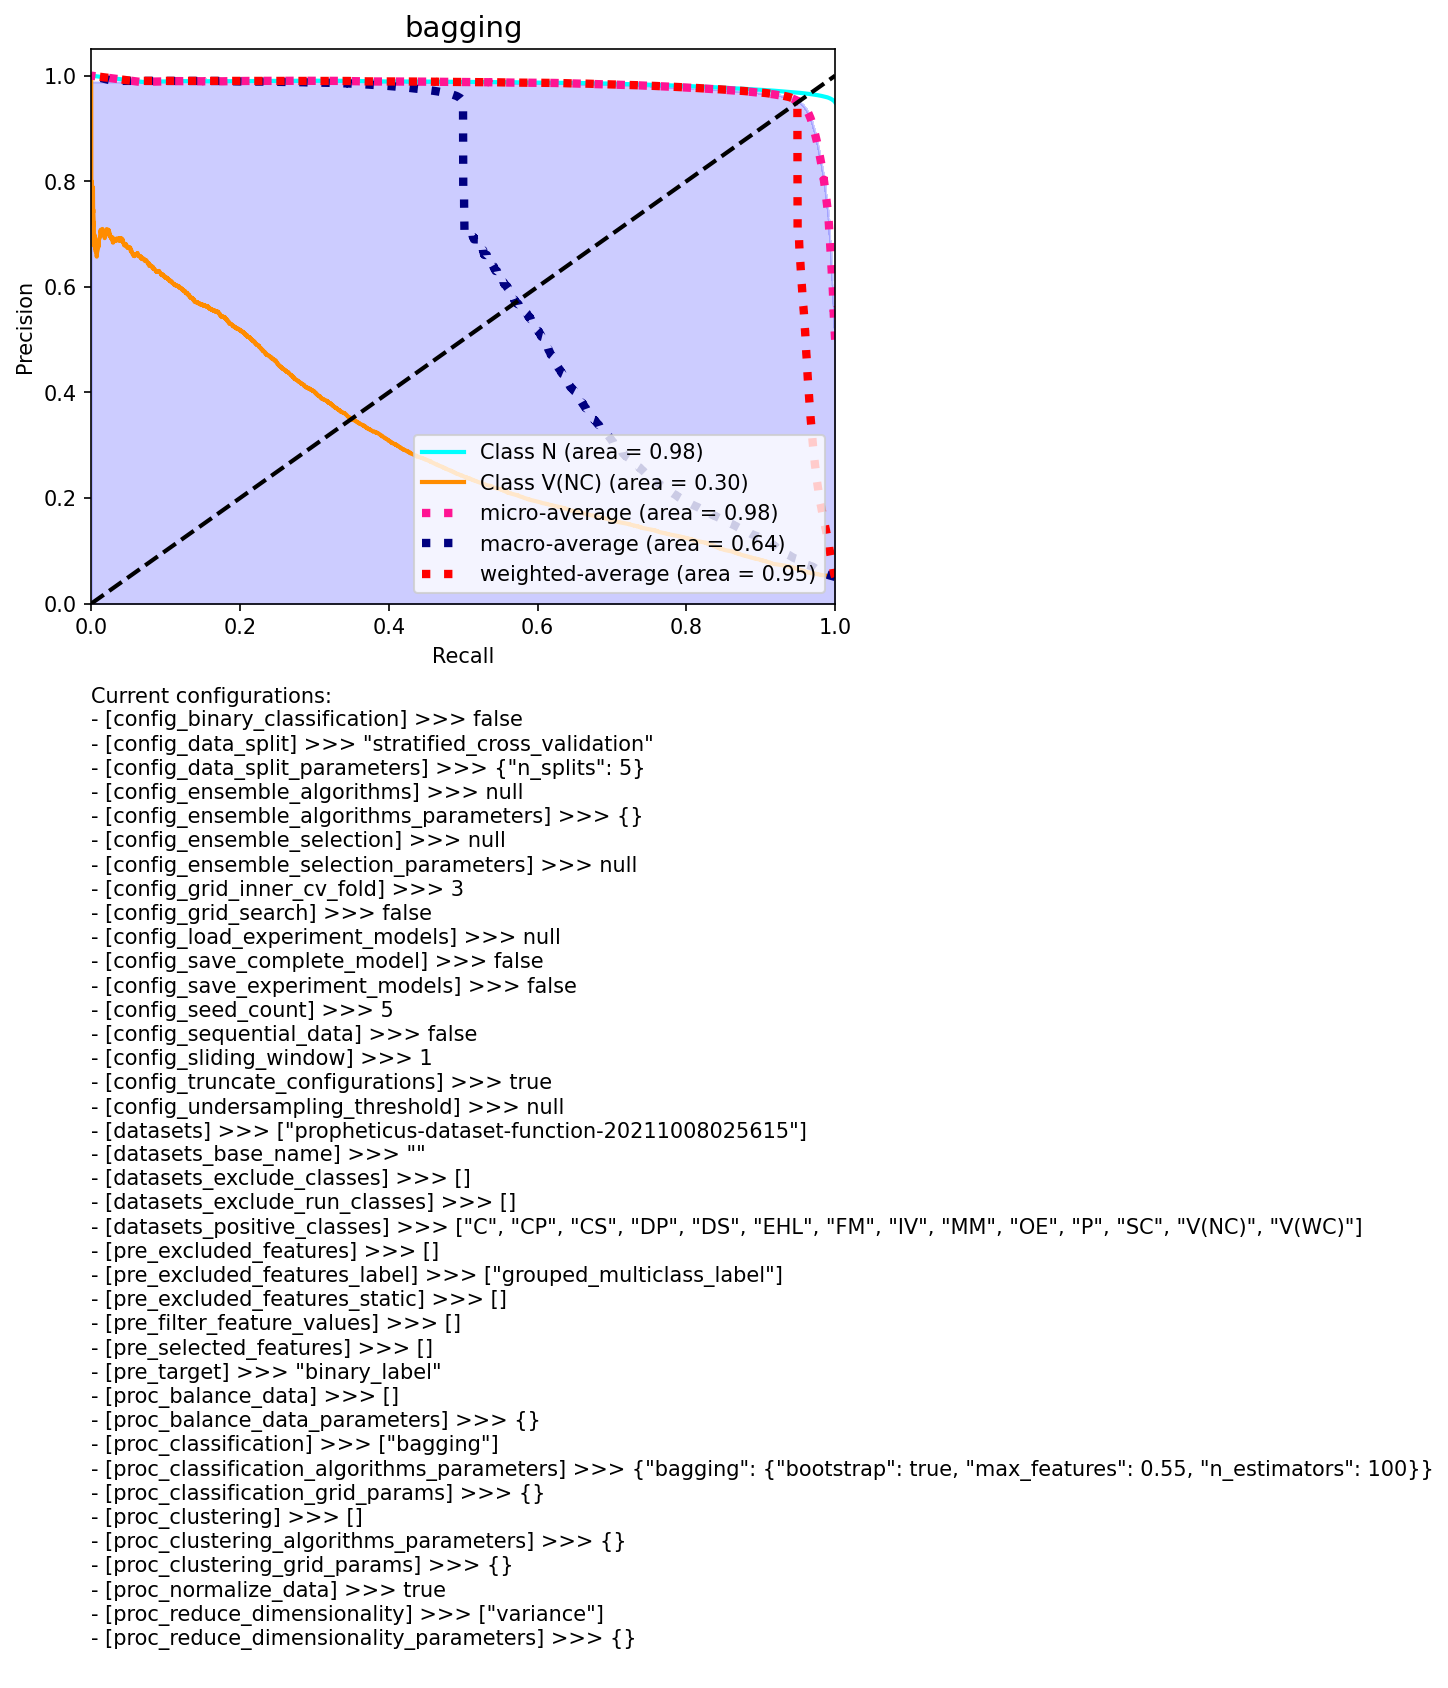 bagging
1.0
0.8
0.6
0.4
0.2
0.0
Precision
Class N (area = 0.98)
Class V(NC) (area = 0.30)
micro-average (area = 0.98)
macro-average (area = 0.64)
weighted-average (area = 0.95)
0.0 0.2 0.4 0.6 0.8 1.0
Recall
Current configurations:
- [config_binary_classification] >>> false
- [config_data_split] >>> "stratified_cross_validation"
- [config_data_split_parameters] >>> {"n_splits": 5}
- [config_ensemble_algorithms] >>> null
- [config_ensemble_algorithms_parameters] >>> {}
- [config_ensemble_selection] >>> null
- [config_ensemble_selection_parameters] >>> null
- [config_grid_inner_cv_fold] >>> 3
- [config_grid_search] >>> false
- [config_load_experiment_models] >>> null
- [config_save_complete_model] >>> false
- [config_save_experiment_models] >>> false
- [config_seed_count] >>> 5
- [config_sequential_data] >>> false
- [config_sliding_window] >>> 1
- [config_truncate_configurations] >>> true
- [config_undersampling_threshold] >>> null
- [datasets] >>> ["propheticus-dataset-function-20211008025615"]
- [datasets_base_name] >>> ""
- [datasets_exclude_classes] >>> []
- [datasets_exclude_run_classes] >>> []
- [datasets_positive_classes] >>> ["C", "CP", "CS", "DP", "DS", "EHL", "FM", "IV", "MM", "OE", "P", "SC", "V(NC)", "V(WC)"]
- [pre_excluded_features] >>> []
- [pre_excluded_features_label] >>> ["grouped_multiclass_label"]
- [pre_excluded_features_static] >>> []
- [pre_filter_feature_values] >>> []
- [pre_selected_features] >>> []
- [pre_target] >>> "binary_label"
- [proc_balance_data] >>> []
- [proc_balance_data_parameters] >>> {}
- [proc_classification] >>> ["bagging"]
- [proc_classification_algorithms_parameters] >>> {"bagging": {"bootstrap": true, "max_features": 0.55, "n_estimators": 100}}
- [proc_classification_grid_params] >>> {}
- [proc_clustering] >>> []
- [proc_clustering_algorithms_parameters] >>> {}
- [proc_clustering_grid_params] >>> {}
- [proc_normalize_data] >>> true
- [proc_reduce_dimensionality] >>> ["variance"]
- [proc_reduce_dimensionality_parameters] >>> {}